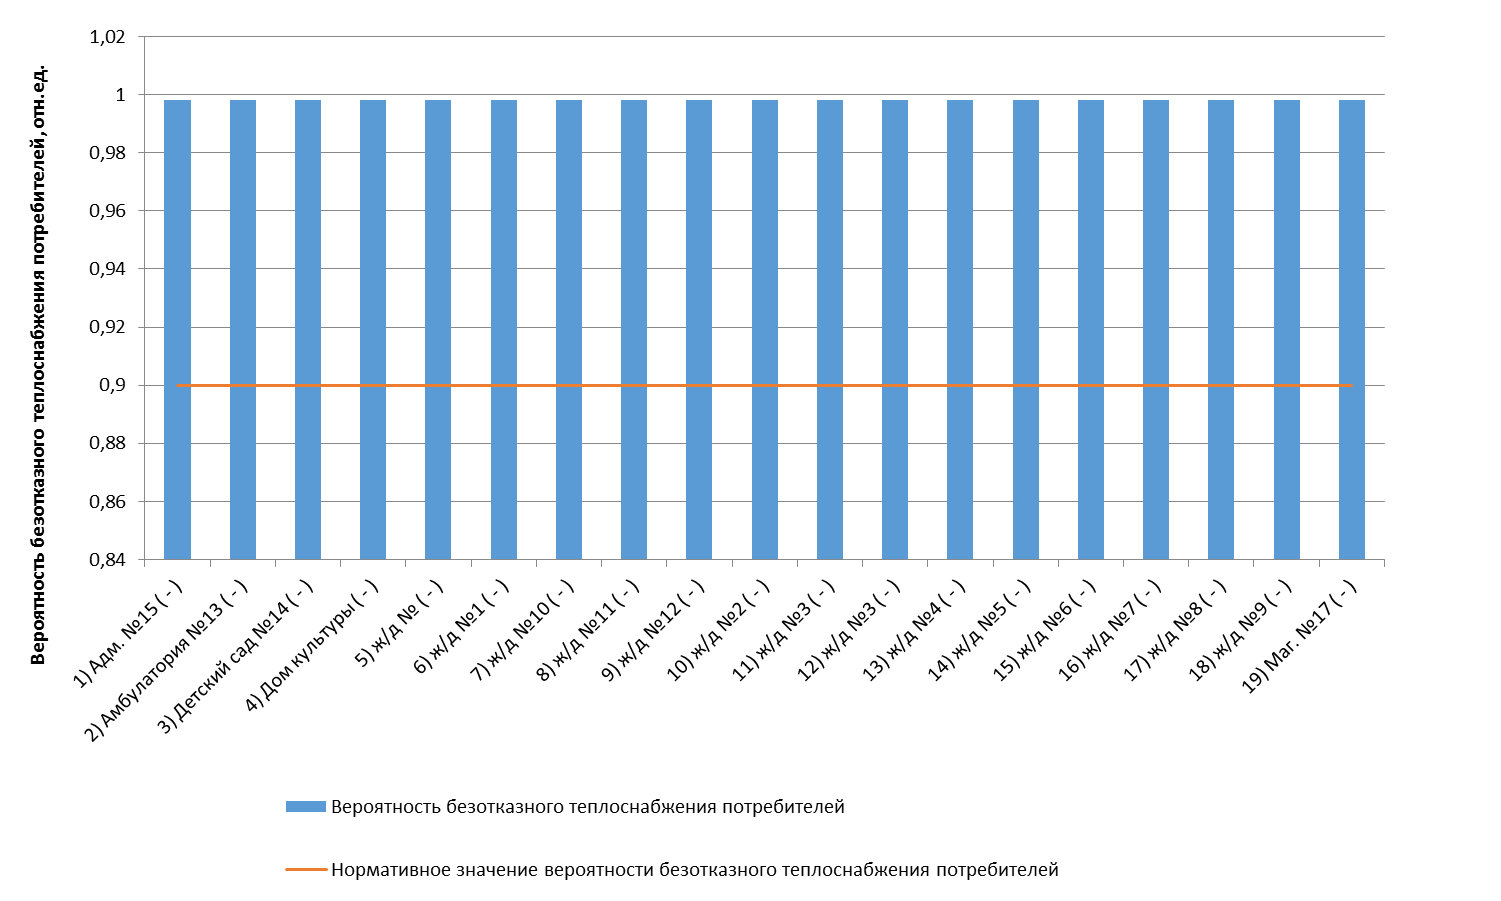 Вероятность безотказного теплоснабжения потребителей, отн.ед.
1,02
1
0,98
0,96
0,94
0,92
0,9
0,88
0,86
0,84
1) Адм. №15 ( - )
2) Амбулатория №13 ( - )
3) Детский сад №14 ( - )
4) Дом культуры ( - )
5) ж/д № ( - )
6) ж/д №1 ( - )
7) ж/д №10 ( - )
8) ж/д №11 ( - )
9) ж/д №12 ( - )
10) ж/д №2 ( - )
11) ж/д №3 ( - )
12) ж/д №3 ( - )
13) ж/д №4 ( - )
14) ж/д №5 ( - )
15) ж/д №6 ( - )
16) ж/д №7 ( - )
17) ж/д №8 ( - )
18) ж/д №9 ( - )
19) Маг. №17 ( - )
Вероятность безотказного теплоснабжения потребителей
Нормативное значение вероятности безотказного теплоснабжения потребителей